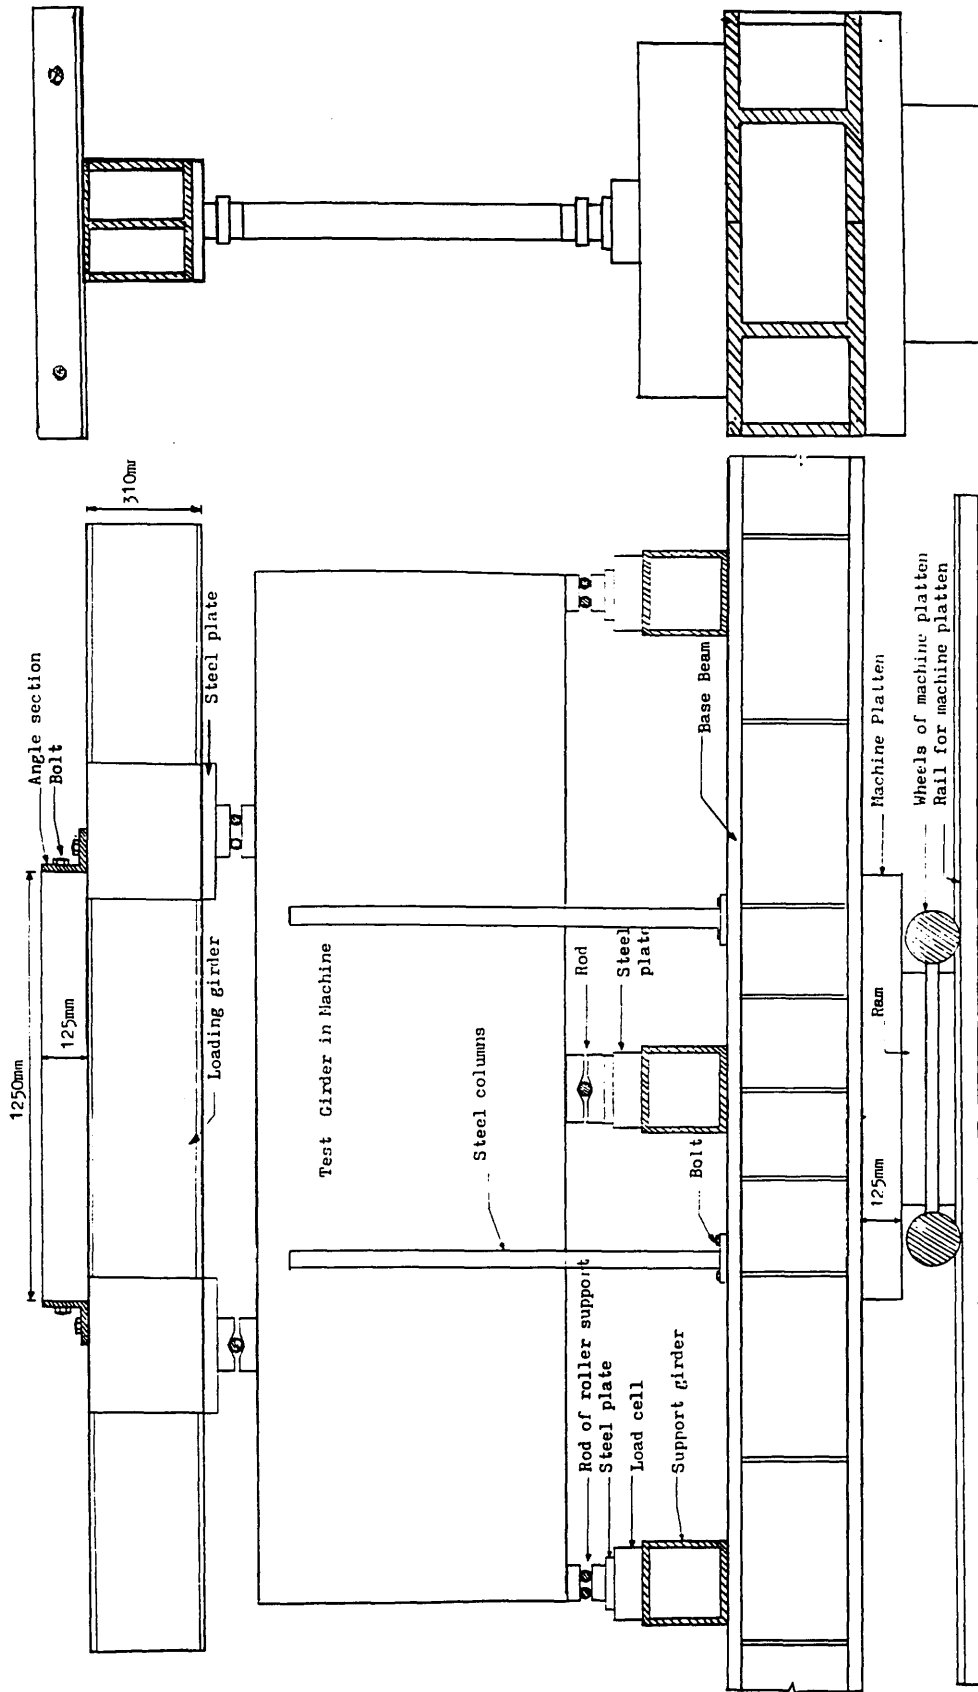 310mm
Angle section
Bolt
Steel plate
1250mm
125mm
Loading girder
Test Girder in Machine
Steel columns
Rod
Steel
plate
Base Beam
Bolt
Rod of roller support
Steel plate
Load cell
Support girder
Machine Platten
Wheels of machine platten
Rail for machine platten
Ram
125mm